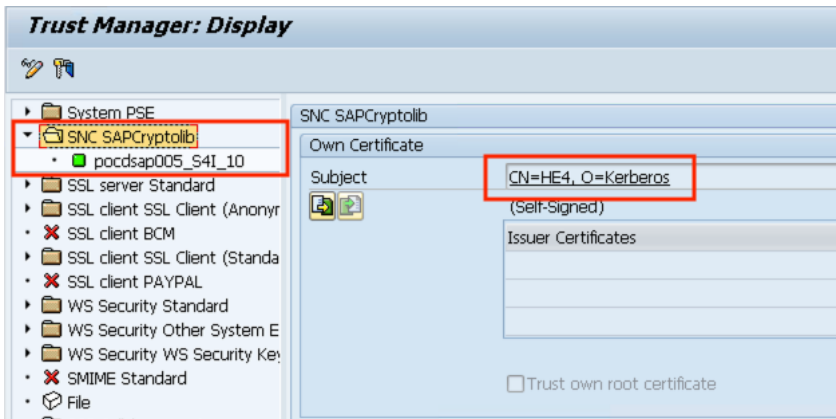 Trust Manager: Display
System PSE
SNC SAPCryptolib
pocdsap005_S4I_10
SSL server Standard
SSL client SSL Client (Anonyr
SSL client BCM
SSL client SSL Client (Standa
SSL client PAYPAL
WS Security Standard
WS Security Other System E
WS Security WS Security Key
SMIME Standard
File
SNC SAPCryptolib
Own Certificate
Subject
CN=HE4, O=Kerberos
(Self-Signed)
Issuer Certificates
Trust own root certificate